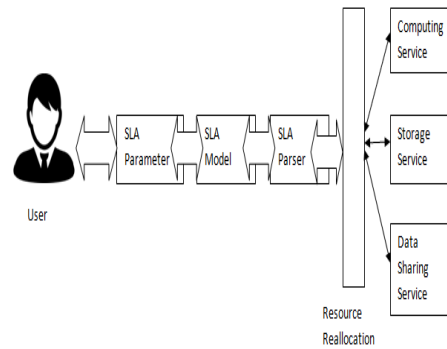 User
SLA
Parameter
SLA
Model
SLA
Parser
Resource
Reallocation
Computing
Service
Storage
Service
Data
Sharing
Service